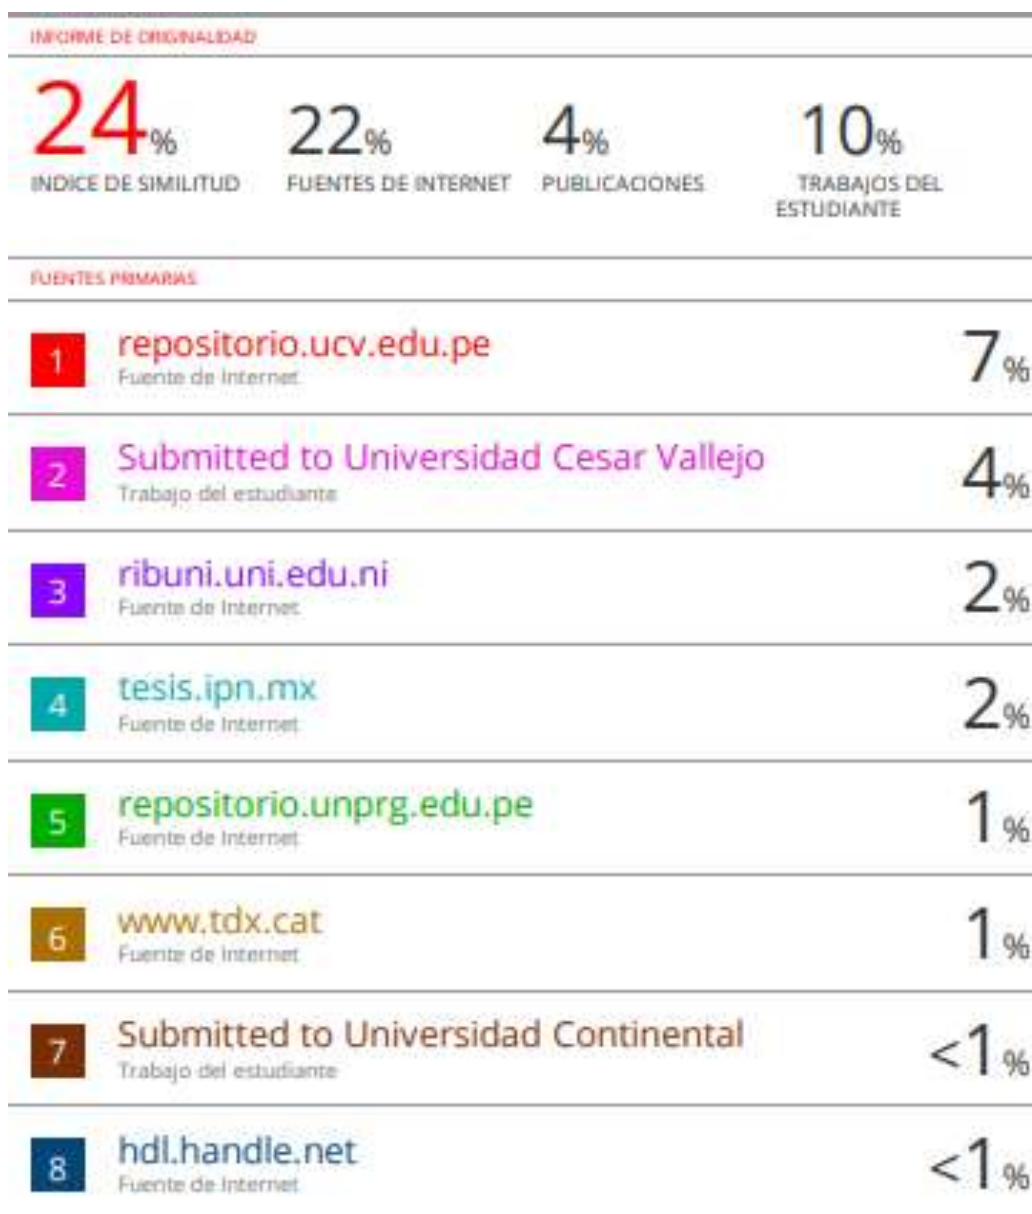 INFORME DE ORIGINALIDAD
24%
INDICE DE SIMILITUD
22%
FUENTES DE INTERNET
4%
PUBLICACIONES
10%
TRABAJOS DEL
ESTUDIANTE
FUENTES PRIMARIAS
1
repositorio.ucv.edu.pe
Fuente de Internet
7%
2
Submitted to Universidad Cesar Vallejo
Trabajo del estudiante
4%
3
ribuni.uni.edu.ni
Fuente de Internet
2%
4
tesis.ipn.mx
Fuente de Internet
2%
5
repositorio.unprg.edu.pe
Fuente de Internet
1%
6
www.tdx.cat
Fuente de Internet
1%
7
Submitted to Universidad Continental
Trabajo del estudiante
<1%
8
hdl.handle.net
Fuente de Internet
<1%